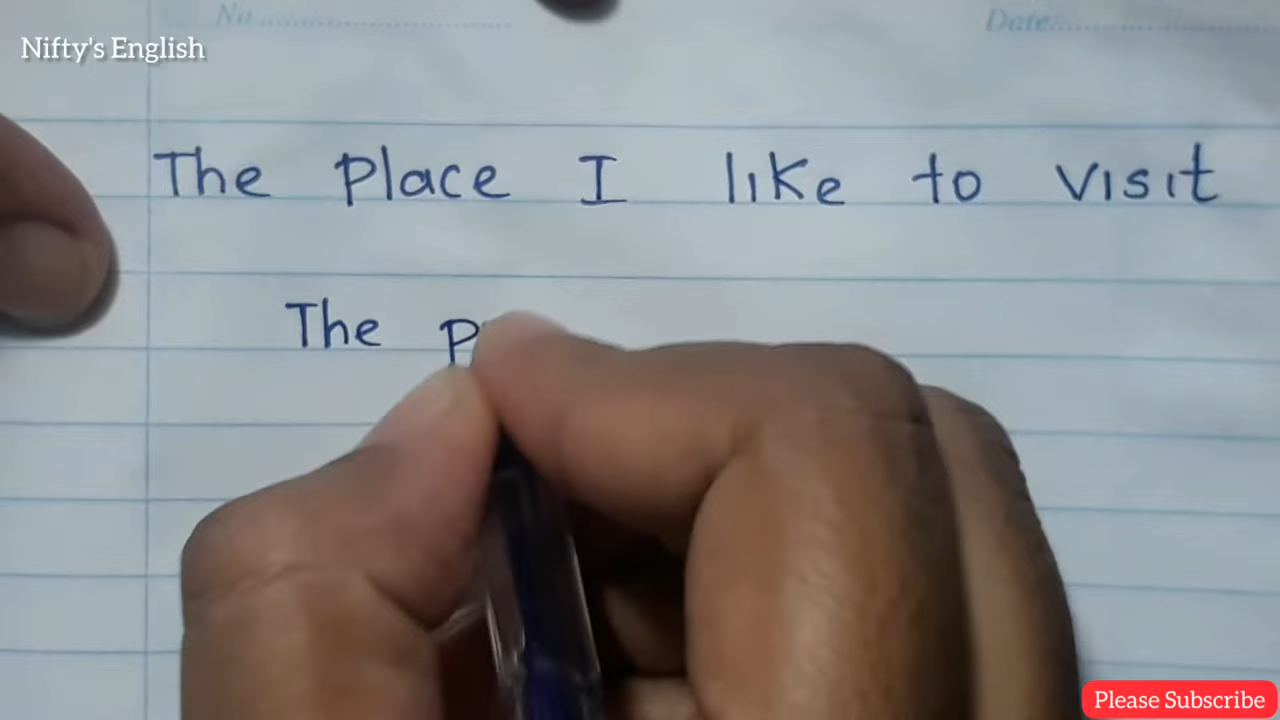 No.
Date
Nifty's English
The Place I like to visit
The p
Please Subscribe